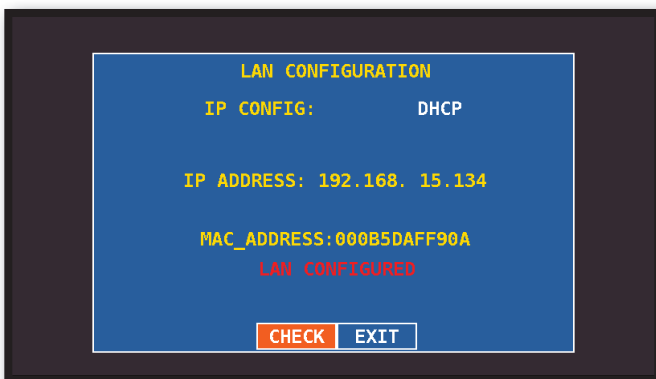 LAN CONFIGURATION
IP CONFIG: DHCP
IP ADDRESS: 192.168. 15.134
MAC_ADDRESS:000B5DAFF90A
LAN CONFIGURED
CHECK EXIT